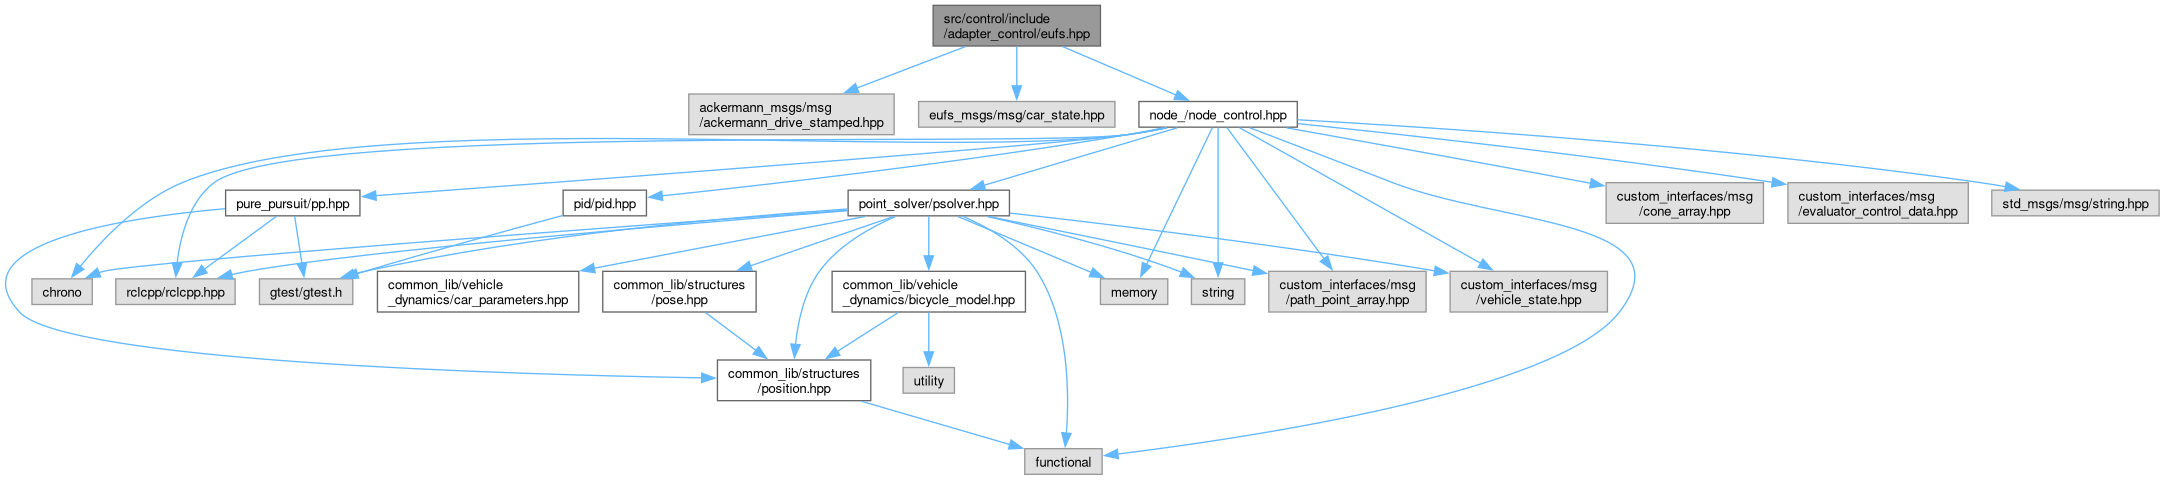 src/control/include
/adapter_control/eufs.hpp
ackermann_msgs/msg
/ackermann_drive_stamped.hpp
eufs_msgs/msg/car_state.hpp
node_/node_control.hpp
pure_pursuit/pp.hpp
pid/pid.hpp
point_solver/psolver.hpp
custom_interfaces/msg
/cone_array.hpp
custom_interfaces/msg
/evaluator_control_data.hpp
std_msgs/msg/string.hpp
chrono
rclcpp/rclcpp.hpp
gtest/gtest.h
common_lib/vehicle
_dynamics/car_parameters.hpp
common_lib/structures
/pose.hpp
common_lib/vehicle
_dynamics/bicycle_model.hpp
memory
string
custom_interfaces/msg
/path_point_array.hpp
custom_interfaces/msg
/vehicle_state.hpp
common_lib/structures
/position.hpp
utility
functional